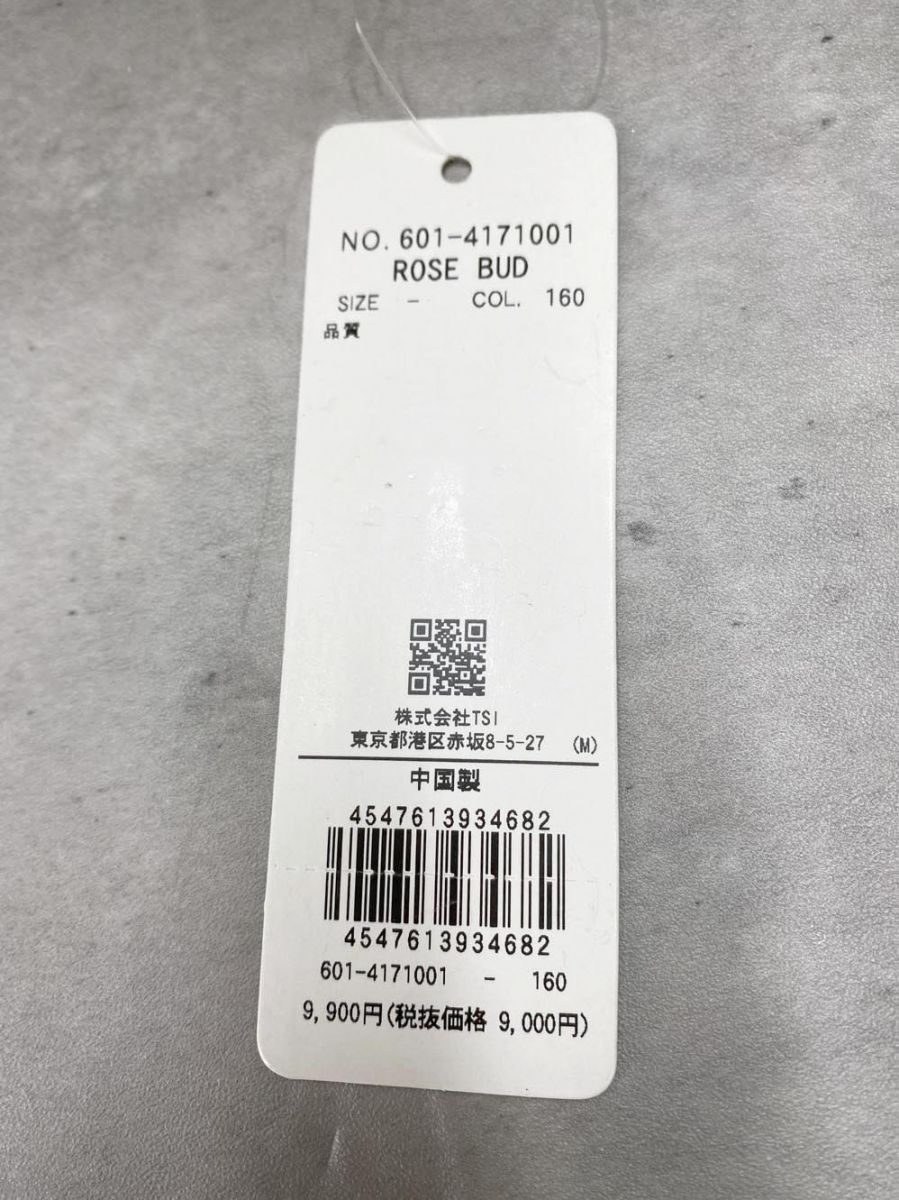 NO. 601-4171001
ROSE BUD
SIZE - COL. 160
品質
株式会社TSI
東京都港区赤坂8-5-27 (M)
中国製
4547613934682
4547613934682
601-4171001 - 160
9,900円(税抜価格 9,000円)